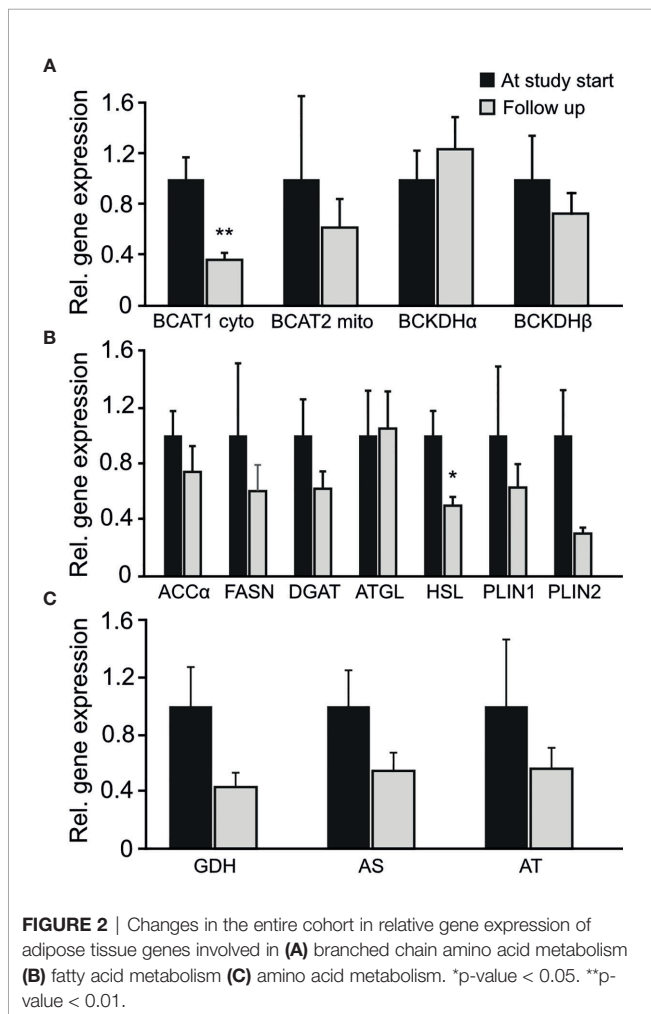 A
At study start
Follow up
Rel. gene expression
1.6
1.2
0.8
0.4
0
**
BCAT1 cyto BCAT2 mito BCKDHα BCKDHβ
B
Rel. gene expression
1.6
1.2
0.8
0.4
0
*
ACCα FASN DGAT ATGL HSL PLIN1 PLIN2
C
Rel. gene expression
1.6
1.2
0.8
0.4
0
GDH AS AT
FIGURE 2 | Changes in the entire cohort in relative gene expression of
adipose tissue genes involved in (A) branched chain amino acid metabolism
(B) fatty acid metabolism (C) amino acid metabolism. *p-value < 0.05. **p-
value < 0.01.